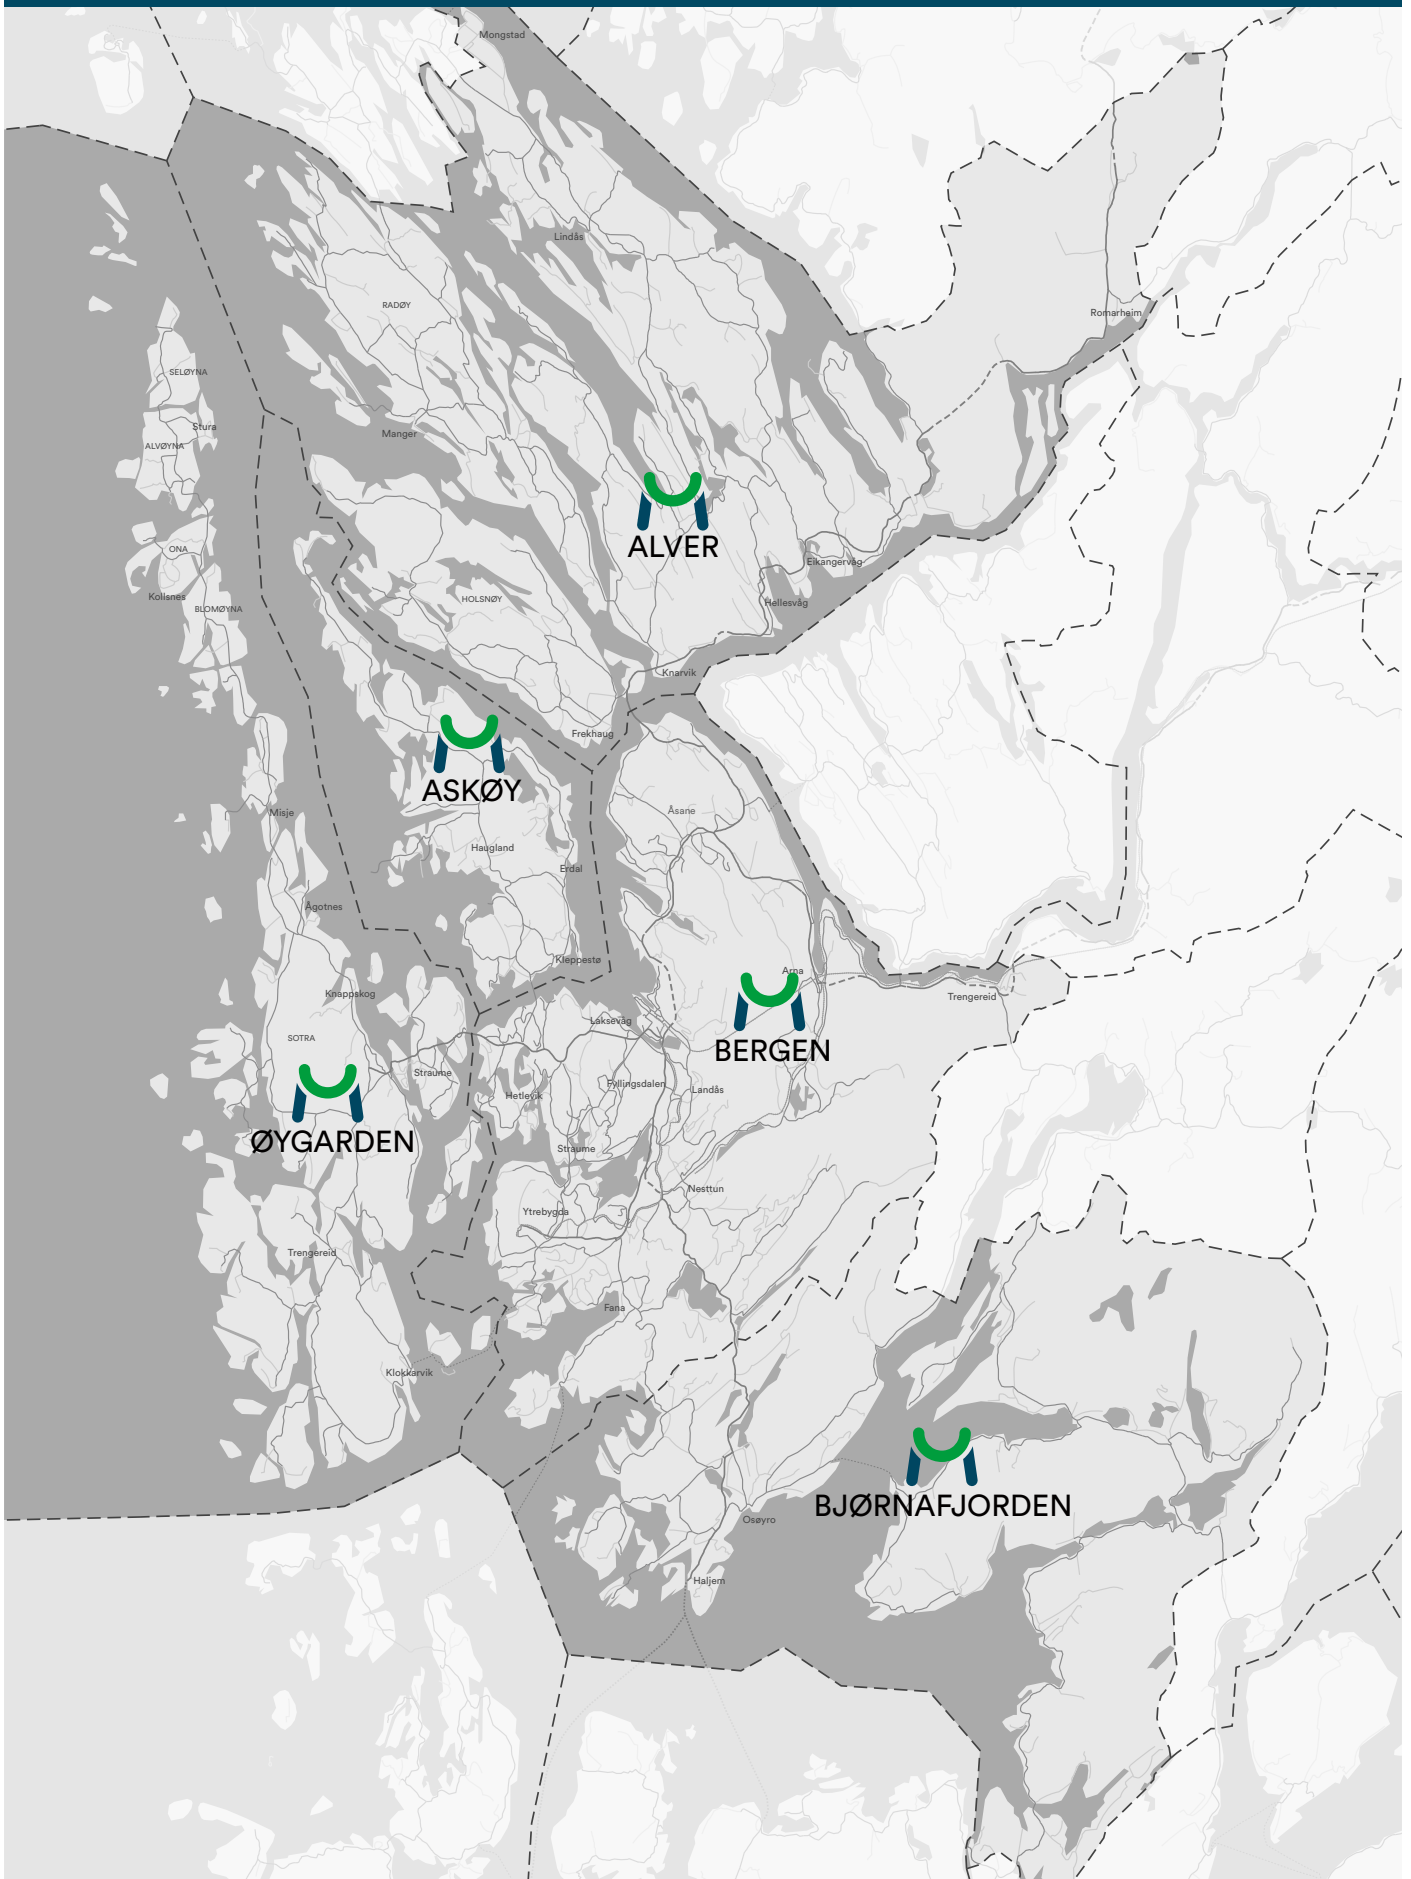 Mongstad
Lindås
RADØY
Romarheim
SELØYNA
Stura
Manger
ALVØYNA
ALVER
ONA
Eikangervåg
Kollsnes
HOLSNØY
Hellesvåg
BLOMØYNA
Knarvik
Frekhaug
ASKØY
Misje
Åsane
Haugland
Erdal
Ågotnes
Kleppestø
Arna
Knappskog
Trengereid
Laksevåg
SOTRA
BERGEN
Straume
Fyllingsdalen
Landås
Hetlevik
ØYGARDEN
Straume
Nesttun
Ytrebygda
Trengereid
Fana
Klokkarvik
BJØRNAFJORDEN
Osøyro
Haljem